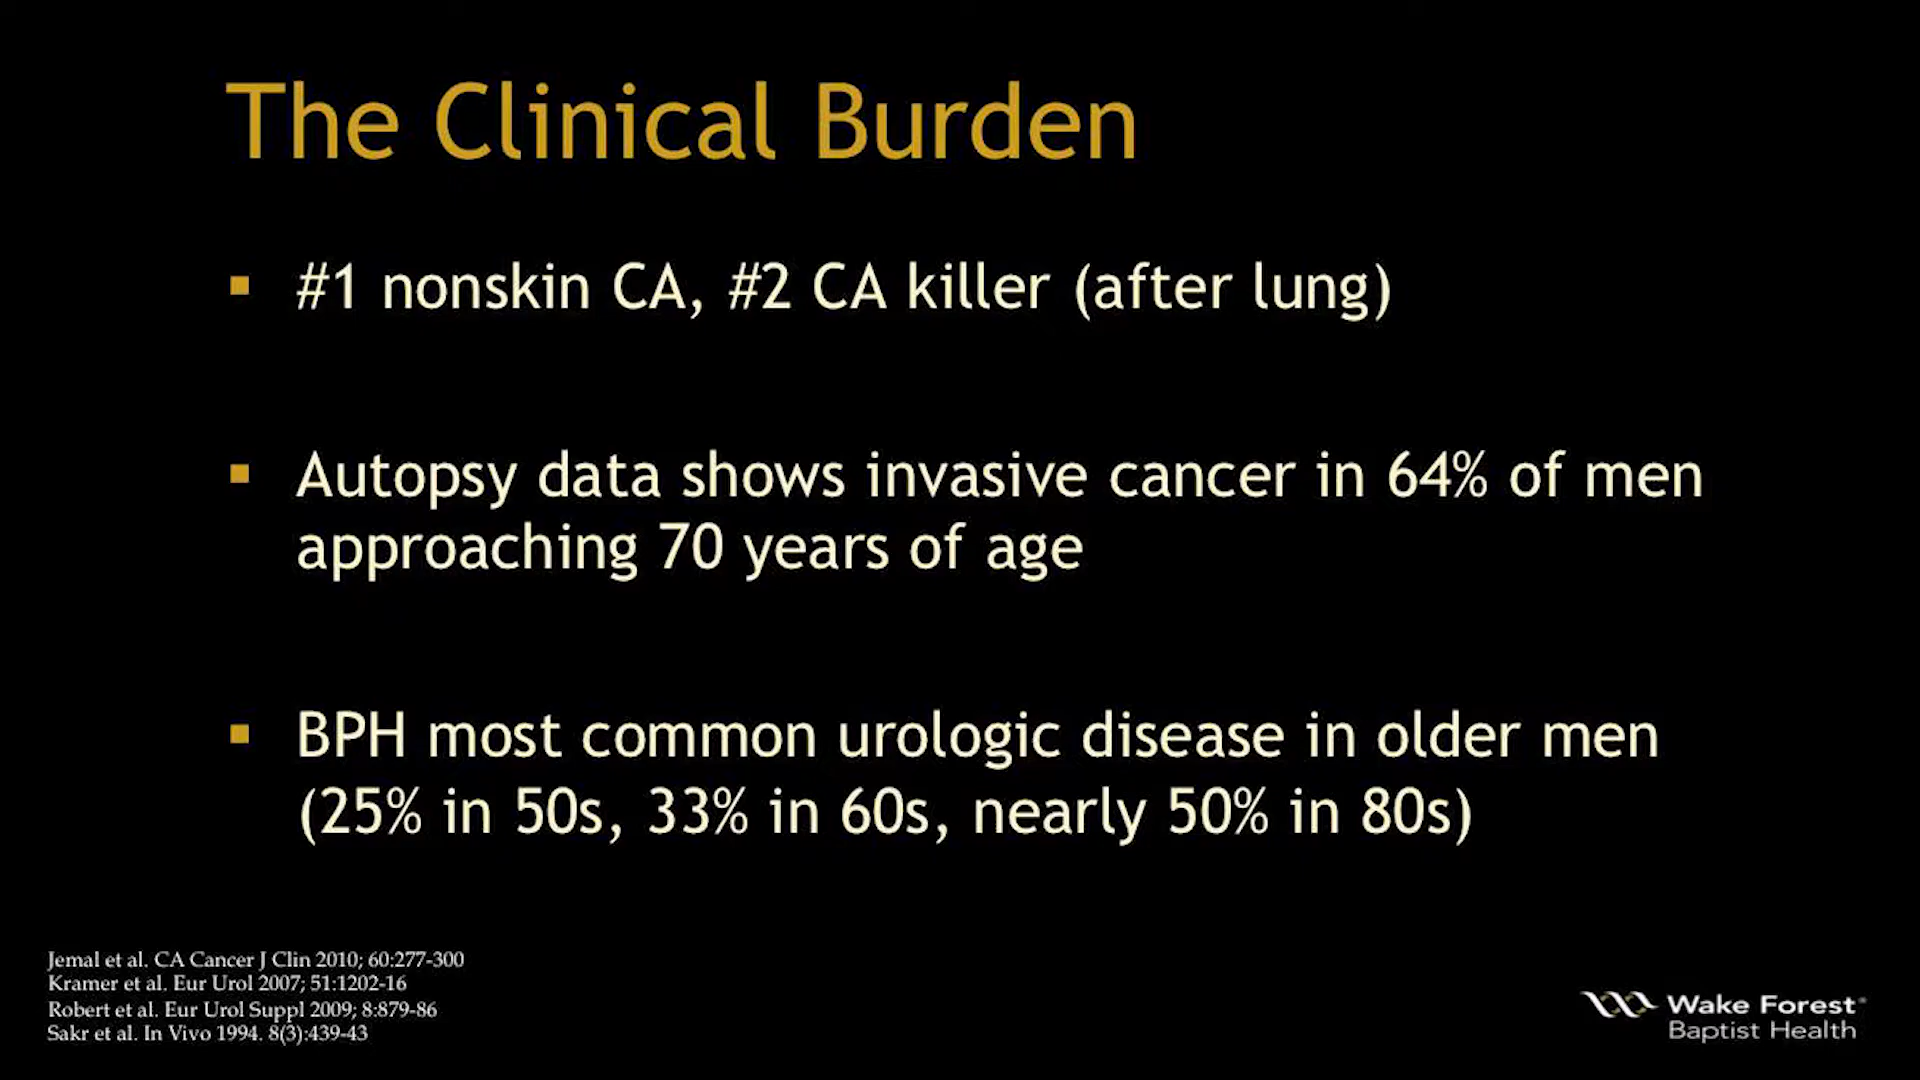 The Clinical Burden
#1 nonskin CA, #2 CA killer (after lung)
Autopsy data shows invasive cancer in 64% of men
approaching 70 years of age
BPH most common urologic disease in older men
(25% in 50s, 33% in 60s, nearly 50% in 80s)
Jemal et al. CA Cancer J Clin 2010; 60:277-300
Kramer et al. Eur Urol 2007; 51:1202-16
Robert et al. Eur Urol Suppl 2009; 8:879-86
Sakr et al. In Vivo 1994. 8(3):439-43
Wake Forest®
Baptist Health